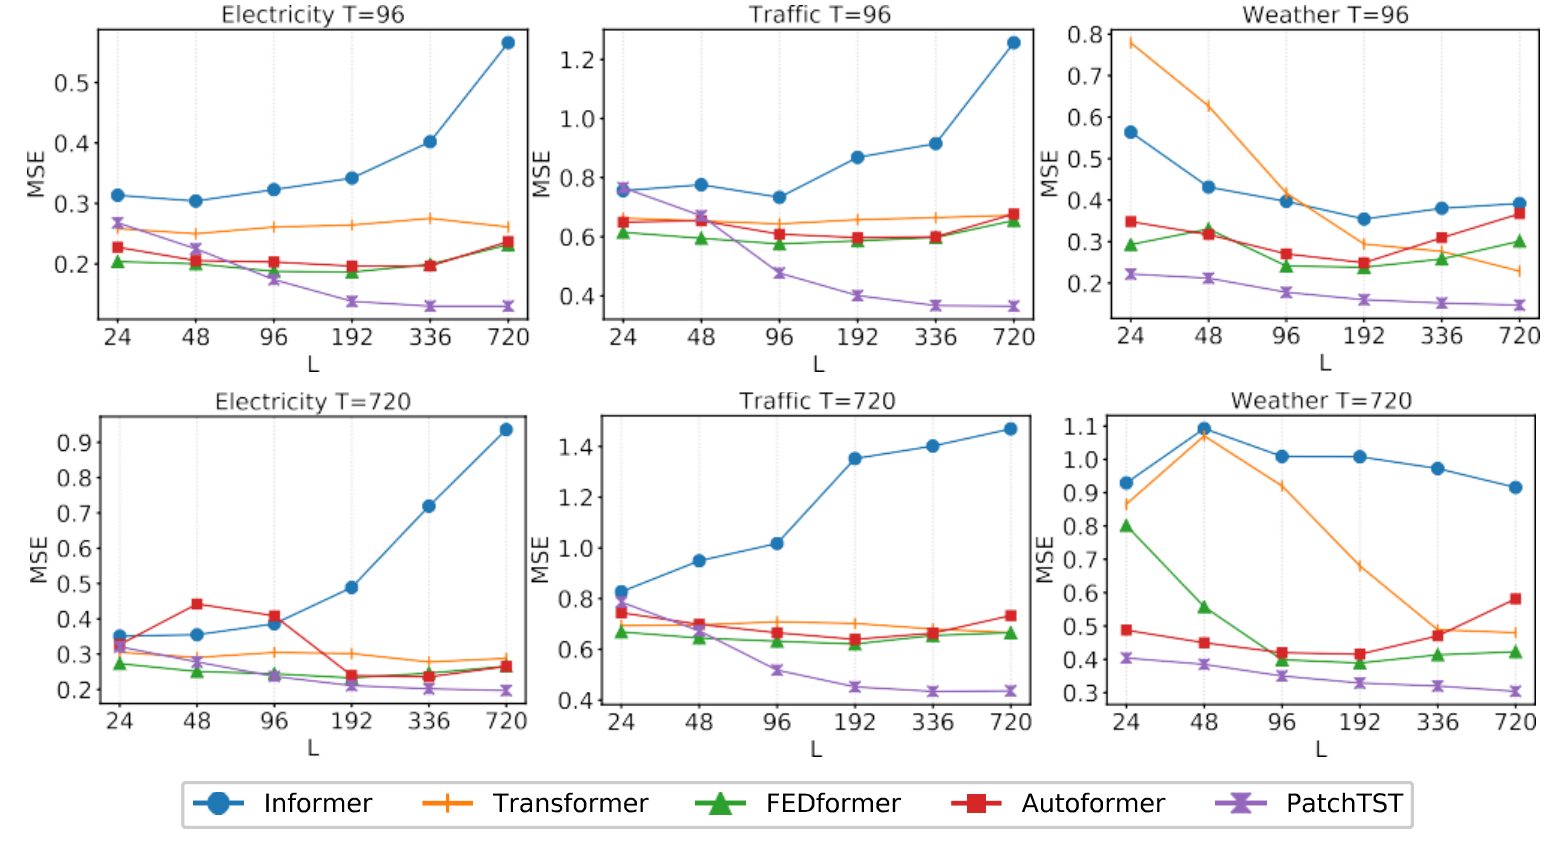 Electricity T=96
MSE
0.5
0.4
0.3
0.2
24 48 96 192 336 720
L
Traffic T=96
MSE
1.2
1.0
0.8
0.6
0.4
24 48 96 192 336 720
L
Weather T=96
MSE
0.8
0.7
0.6
0.5
0.4
0.3
0.2
24 48 96 192 336 720
L
Electricity T=720
MSE
0.9
0.8
0.7
0.6
0.5
0.4
0.3
0.2
24 48 96 192 336 720
L
Traffic T=720
MSE
1.4
1.2
1.0
0.8
0.6
0.4
24 48 96 192 336 720
L
Weather T=720
MSE
1.1
1.0
0.9
0.8
0.7
0.6
0.5
0.4
0.3
24 48 96 192 336 720
L
Informer Transformer FEDformer Autoformer PatchTST